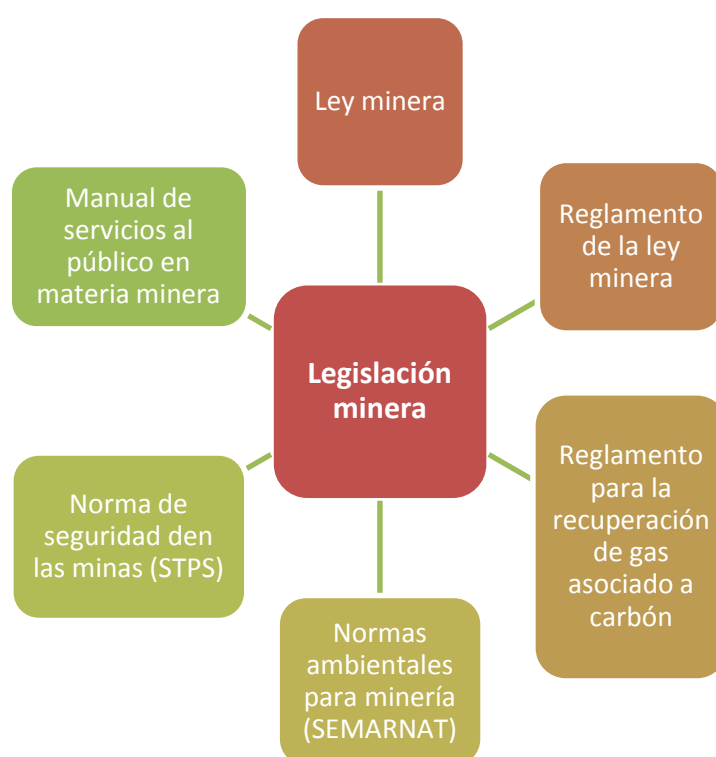 Ley minera
Manual de
servicios al
público en
materia minera
Reglamento
de la ley
minera
Legislación
minera
Norma de
seguridad den
las minas (STPS)
Reglamento
para la
recuperación
de gas
asociado a
carbón
Normas
ambientales
para minería
(SEMARNAT)